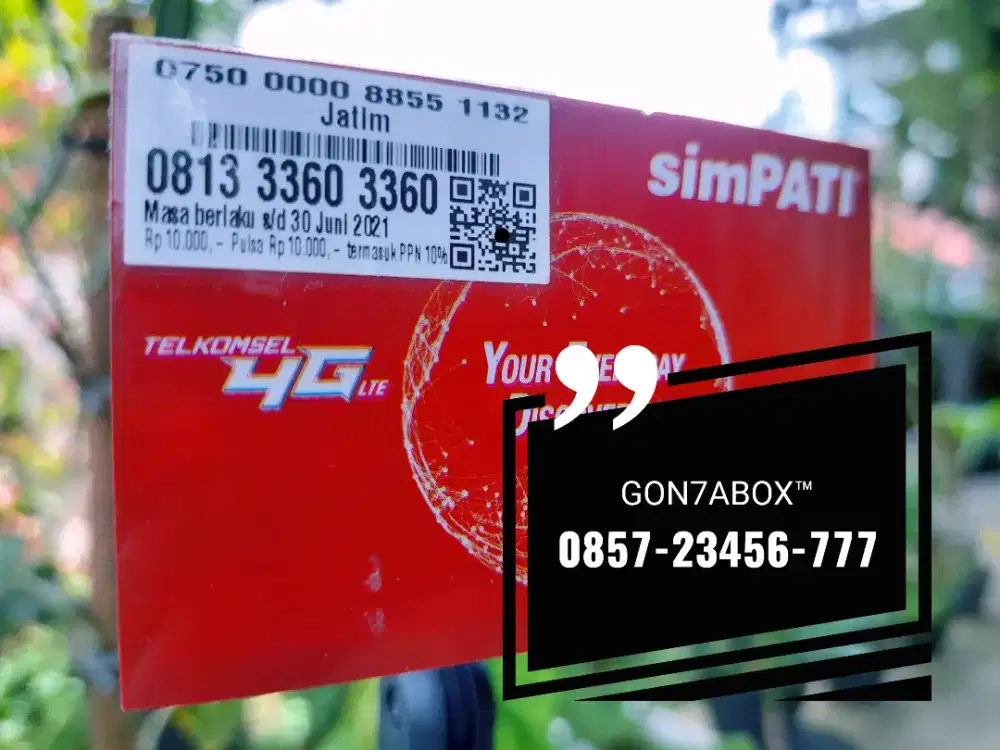 0750 0000 8855 1132
Jatim
0813 3360 3360
Masa berlaku s/d 30 Juni 2021
Rp 10.000,- Pulsa Rp 10.000,- termasuk PPN 10%
simPATI
TELKOMSEL
4G LTE
YOUR
GON7ABOX™
0857-23456-777